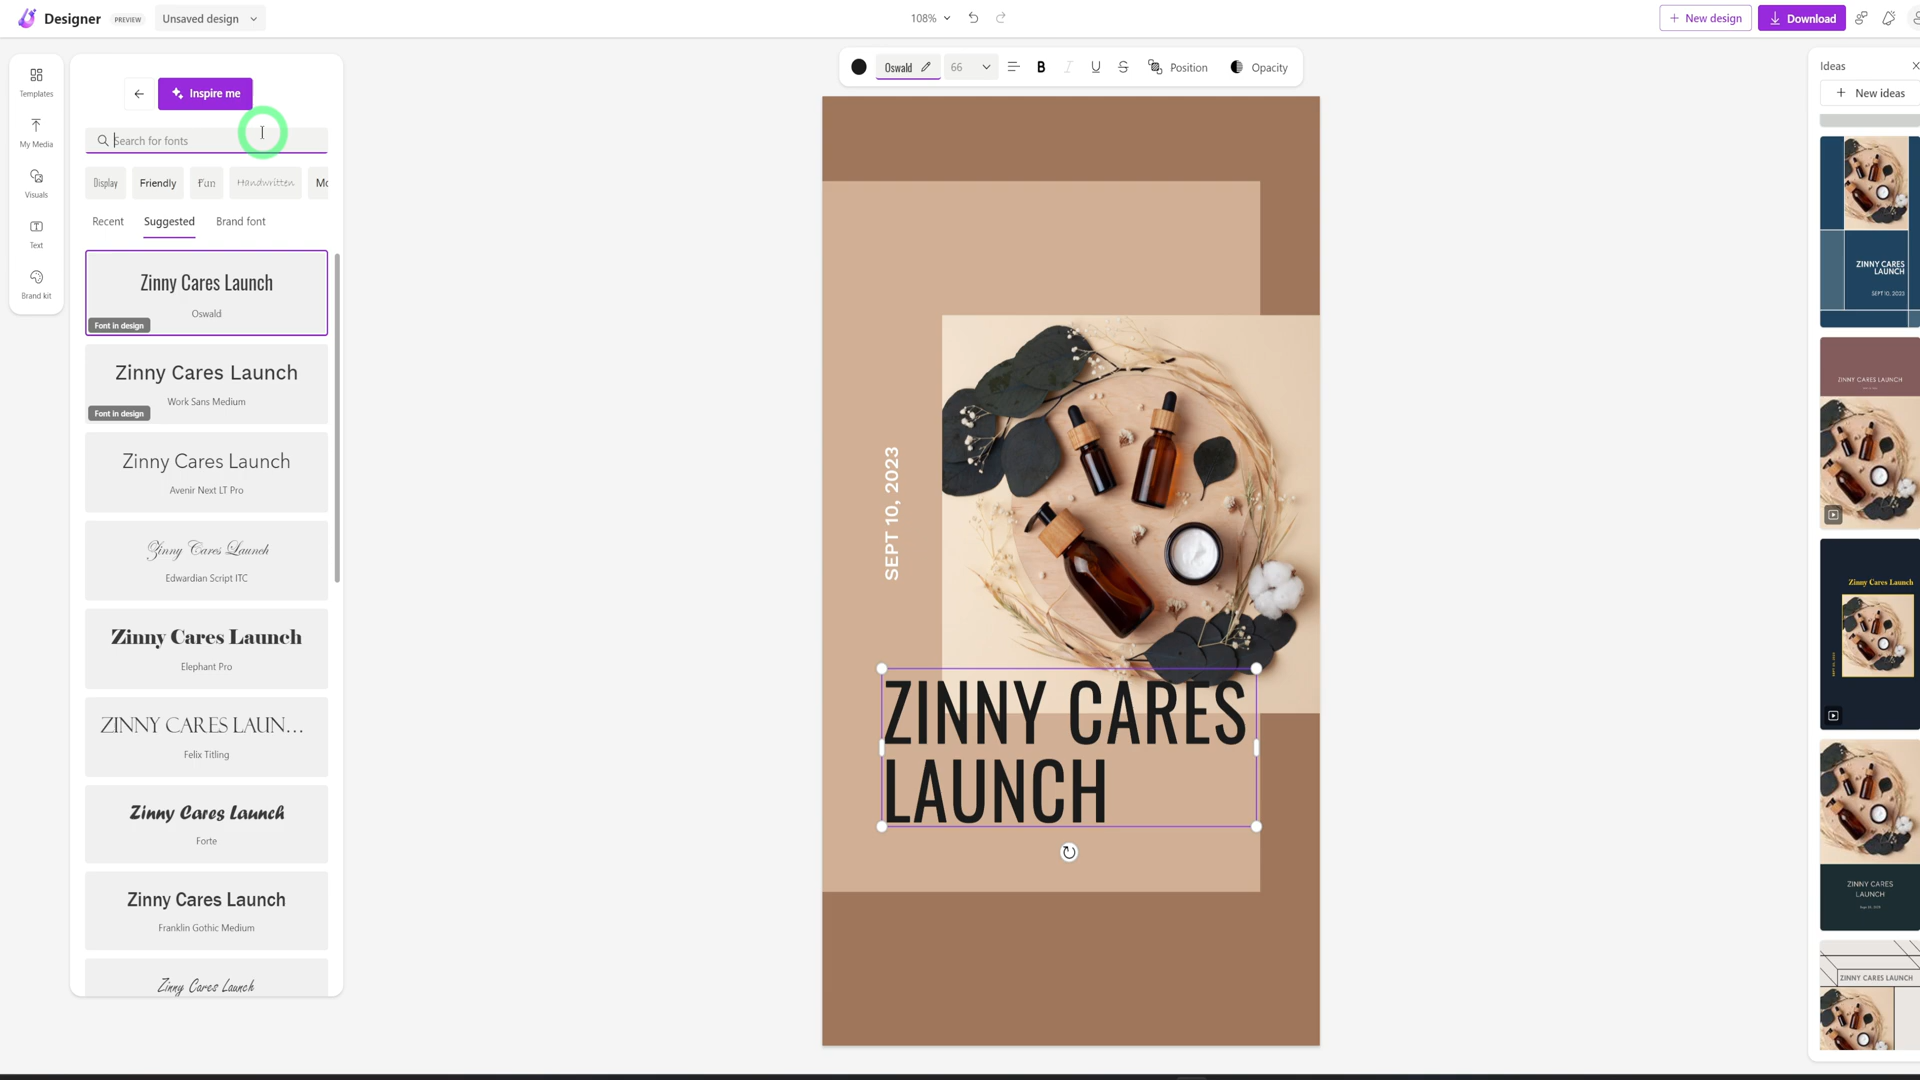 Designer PREVIEW Unsaved design
108%
New design Download
Templates
My Media
Visuals
Text
Brand kit
Inspire me
Search for fonts
Display Friendly Fun Handwritten Mo
Recent Suggested Brand font
Zinny Cares Launch
Oswald
Font in design
Zinny Cares Launch
Work Sans Medium
Font in design
Zinny Cares Launch
Avenir Next LT Pro
Zinny Cares Launch
Edwardian Script ITC
Zinny Cares Launch
Elephant Pro
ZINNY CARES LAUN...
Felix Titling
Zinny Cares Launch
Forte
Zinny Cares Launch
Franklin Gothic Medium
Zinny Cares Launch
Oswald 66 B I U S Position Opacity
SEPT 10, 2023
ZINNY CARES
LAUNCH
Ideas
New ideas
ZINNY CARES
LAUNCH
SEPT 10, 2023
ZINNY CARES LAUNCH
Zinny Cares Launch
ZINNY CARES
LAUNCH
ZINNY CARES LAUNCH